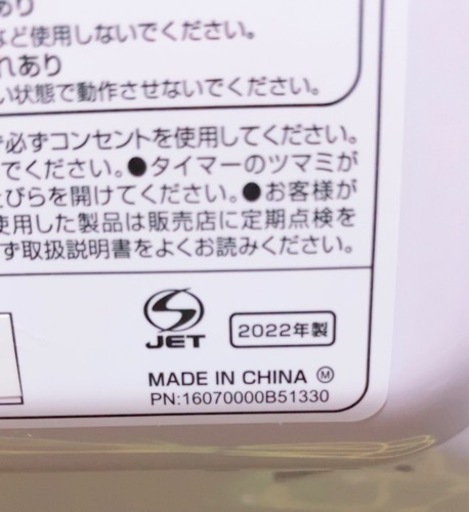 あり
など使用しないでください。
れあり
い状態で動作させないでください。
で必ずコンセントを使用してください。
でください。●タイマーのツマミが
とびらを開けてください。●お客様が
使用した製品は販売店に定期点検を
ず取扱説明書をよくお読みください。
JET 2022年製
MADE IN CHINA Ⓜ
PN:16070000B51330